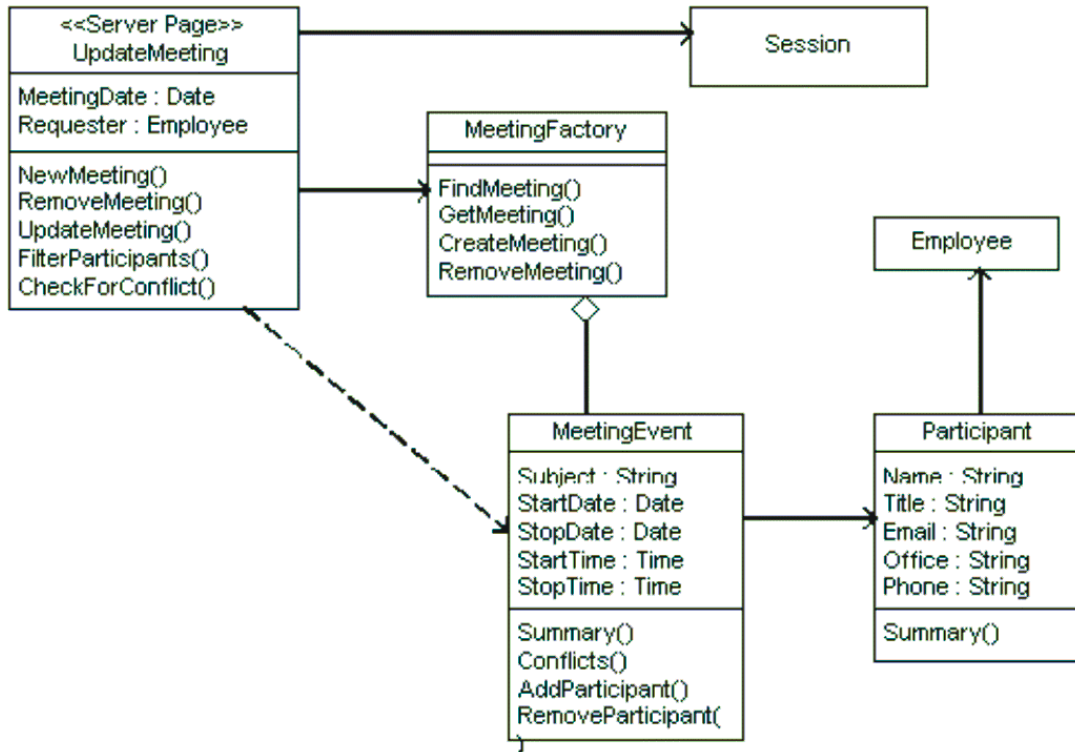 <<Server Page>>
UpdateMeeting
MeetingDate : Date
Requester : Employee
NewMeeting()
RemoveMeeting()
UpdateMeeting()
FilterParticipants()
CheckForConflict()
Session
MeetingFactory
FindMeeting()
GetMeeting()
CreateMeeting()
RemoveMeeting()
Employee
MeetingEvent
Subject : String
StartDate : Date
StopDate : Date
StartTime : Time
StopTime : Time
Summary()
Conflicts()
AddParticipant()
RemoveParticipant(
)
Participant
Name : String
Title : String
Email : String
Office : String
Phone : String
Summary()